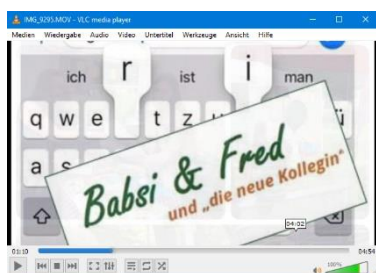 IMG_9295.MOV - VLC media player
Medien Wiedergabe Audio Video Untertitel Werkzeuge Ansicht Hilfe
ich r ist i man
q w e t z ü
a s
Babsi & Fred
und „die neue Kollegin“
04:02
01:10 04:54
100%